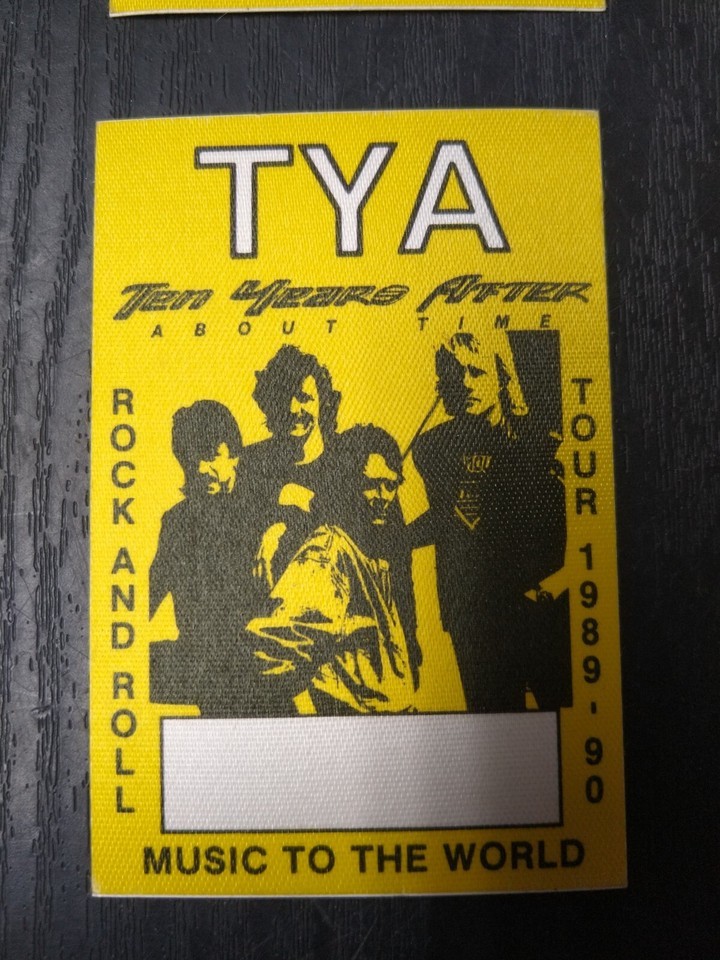 TYA
Ten Years After
ABOUT TIME
ROCK AND ROLL
TOUR 1989-90
MUSIC TO THE WORLD